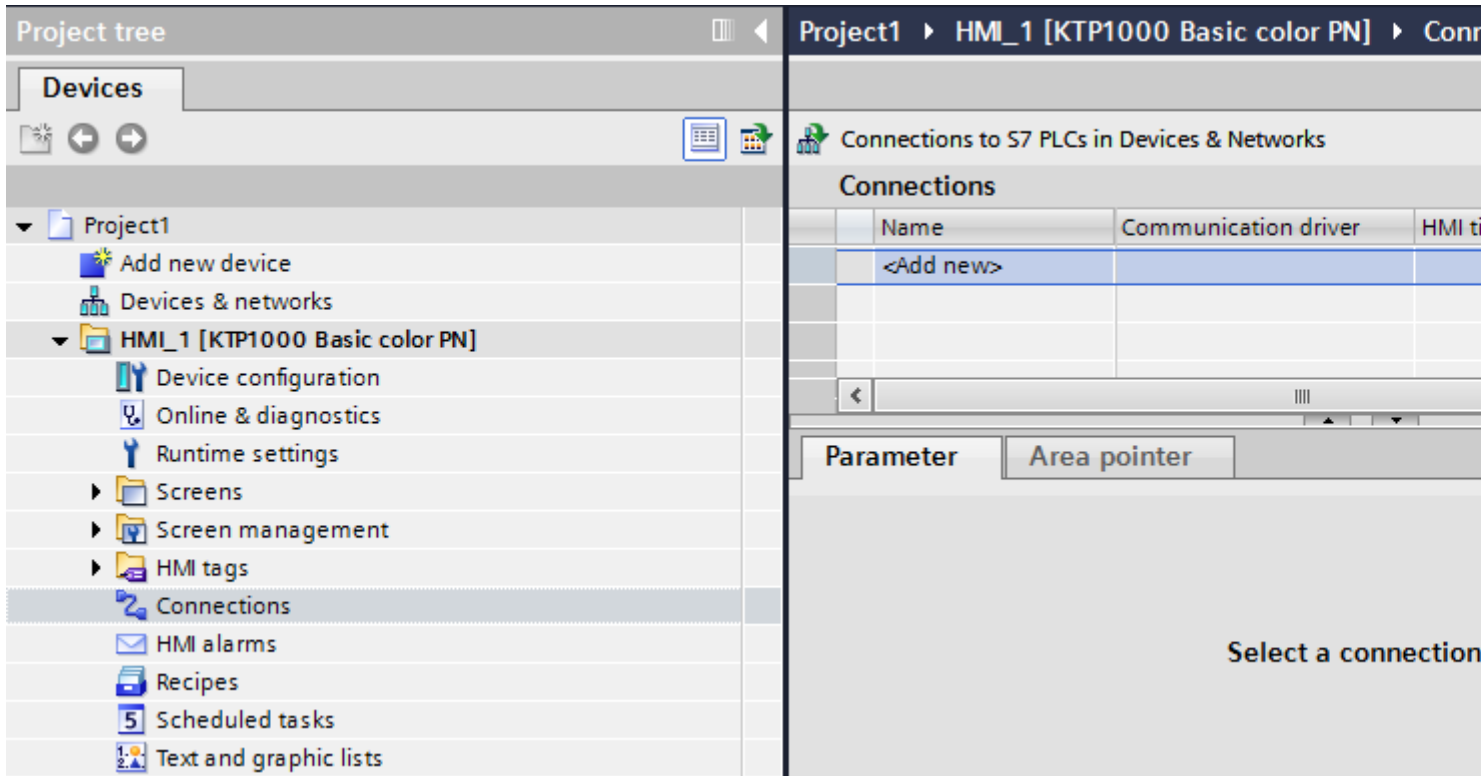 Project tree
Devices
Project1
Add new device
Devices & networks
HMI_1 [KTP1000 Basic color PN]
Device configuration
Online & diagnostics
Runtime settings
Screens
Screen management
HMI tags
Connections
HMI alarms
Recipes
Scheduled tasks
Text and graphic lists
Project1 HMI_1 [KTP1000 Basic color PN] Conn
Connections to S7 PLCs in Devices & Networks
Connections
Name Communication driver HMI ti
<Add new>
Parameter Area pointer
Select a connection